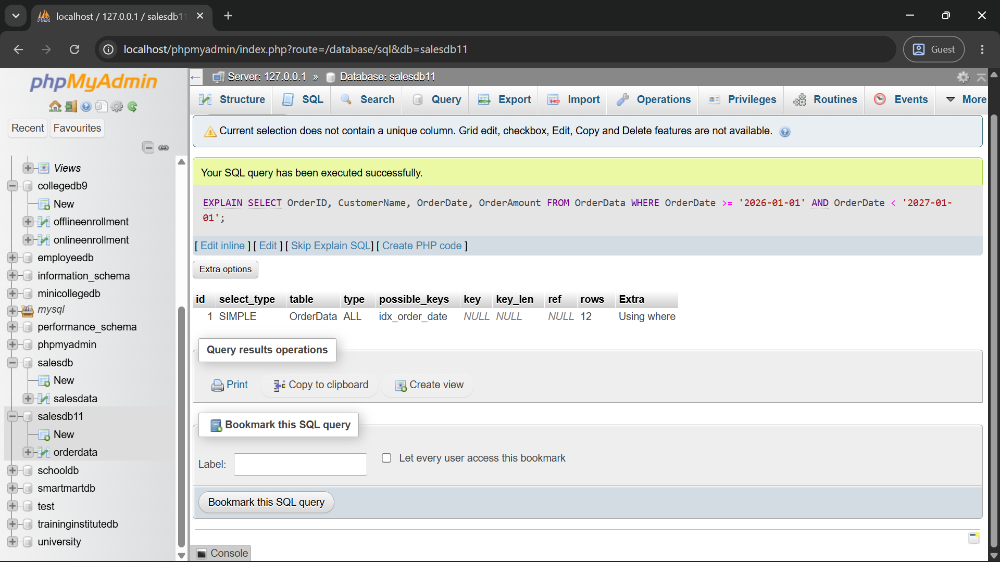 localhost / 127.0.0.1 / salesdb11
localhost/phpmyadmin/index.php?route=/database/sql&db=salesdb11
Guest
phpMyAdmin
Recent
Favourites
Views
collegedb9
New
offlineenrollment
onlineenrollment
employeedb
information_schema
minicollegedb
mysql
performance_schema
phpmyadmin
salesdb
New
salesdata
salesdb11
New
orderdata
schooldb
smartmartdb
test
traininginstitutedb
university
Server: 127.0.0.1 » Database: salesdb11
Structure SQL Search Query Export Import Operations Privileges Routines Events More
Current selection does not contain a unique column. Grid edit, checkbox, Edit, Copy and Delete features are not available.
Your SQL query has been executed successfully.
EXPLAIN SELECT OrderID, CustomerName, OrderDate, OrderAmount FROM OrderData WHERE OrderDate >= '2026-01-01' AND OrderDate < '2027-01-
01';
[ Edit inline ] [ Edit ] [ Skip Explain SQL] [ Create PHP code ]
Extra options
id select_type table type possible_keys key key_len ref rows Extra
1 SIMPLE OrderData ALL idx_order_date NULL NULL NULL 12 Using where
Query results operations
Print Copy to clipboard Create view
Bookmark this SQL query
Label: Let every user access this bookmark
Bookmark this SQL query
Console